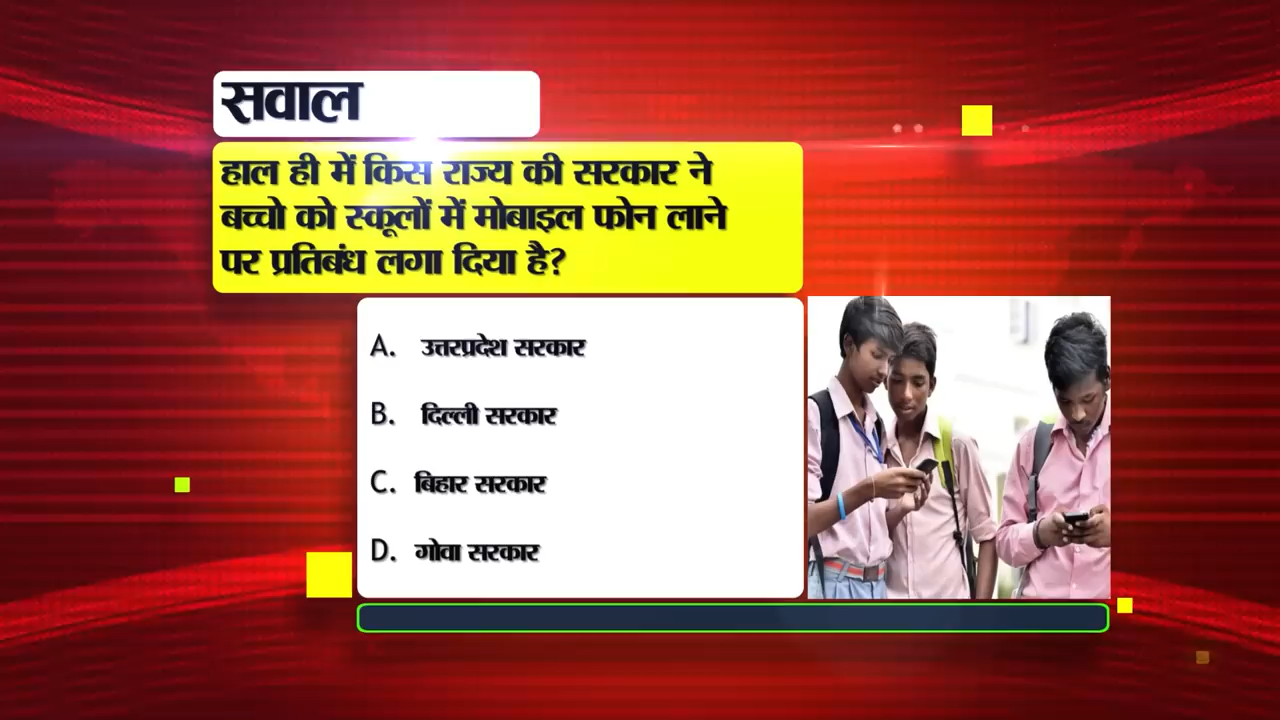 सवाल
हाल ही में किस राज्य की सरकार ने
बच्चो को स्कूलों में मोबाइल फोन लाने
पर प्रतिबंध लगा दिया है?
A. उत्तरप्रदेश सरकार
B. दिल्ली सरकार
C. बिहार सरकार
D. गोवा सरकार